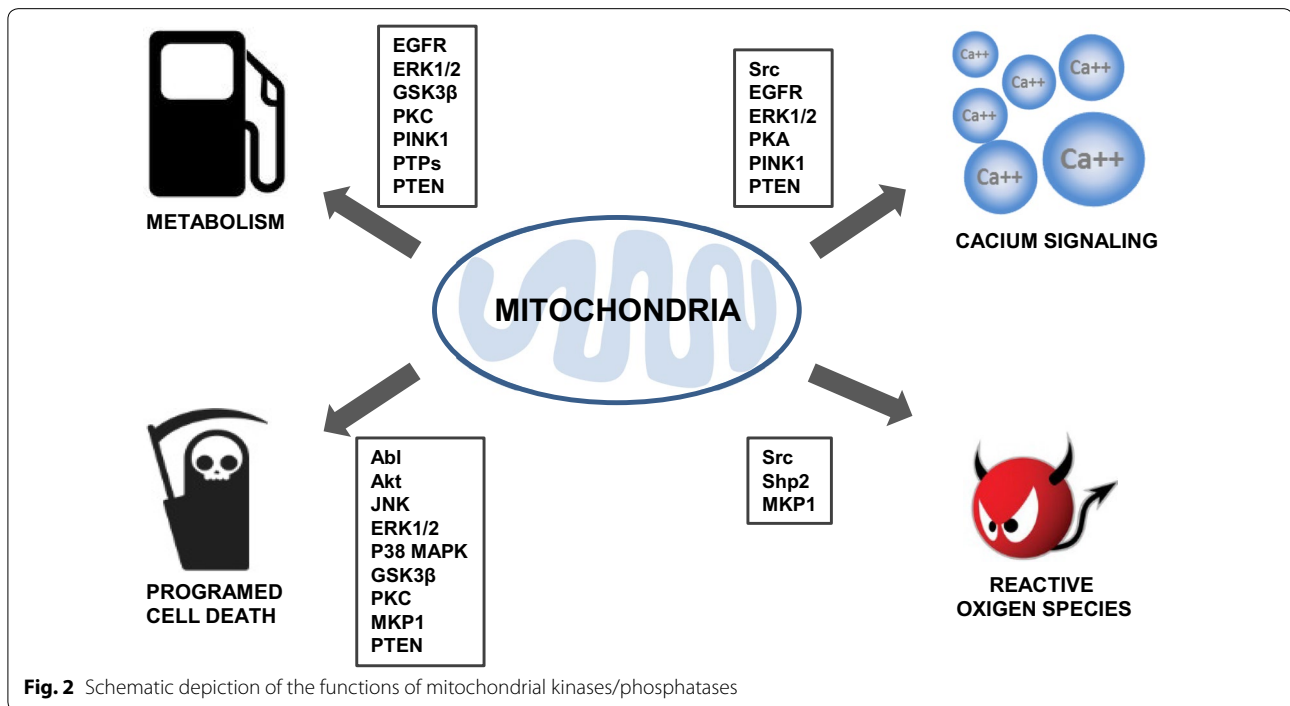 EGFR
ERK1/2
GSK3β
PKC
PINK1
PTPs
PTEN
METABOLISM
Src
EGFR
ERK1/2
PKA
PINK1
PTEN
Ca++
Ca++
Ca++
Ca++
Ca++
Ca++
CACIUM SIGNALING
MITOCHONDRIA
PROGRAMED
CELL DEATH
Abl
Akt
JNK
ERK1/2
P38 MAPK
GSK3β
PKC
MKP1
PTEN
Src
Shp2
MKP1
REACTIVE
OXIGEN SPECIES
Fig. 2 Schematic depiction of the functions of mitochondrial kinases/phosphatases